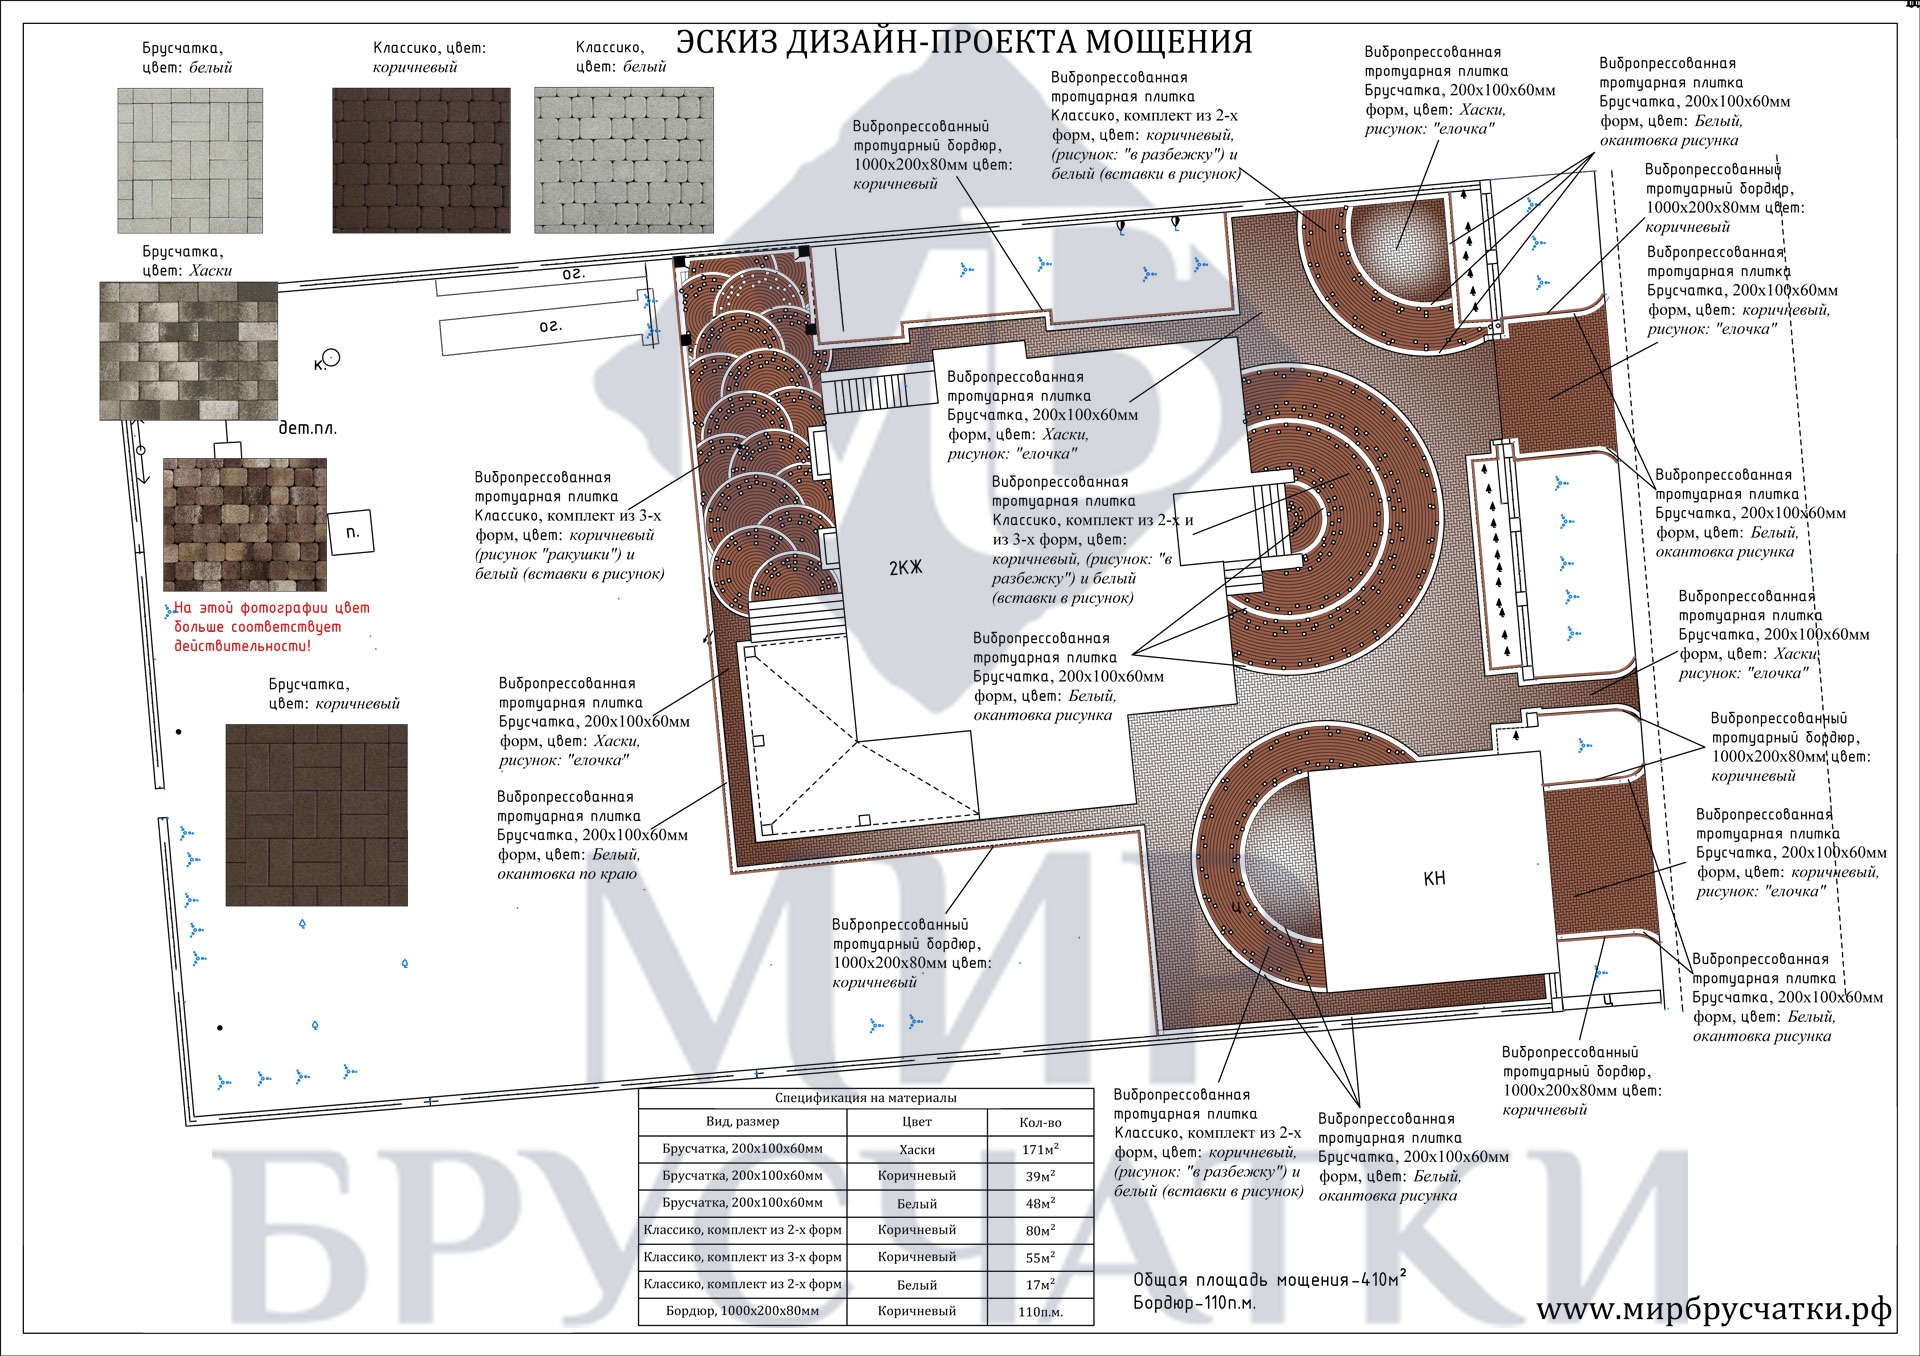 ЭСКИЗ ДИЗАЙН-ПРОЕКТА МОЩЕНИЯ
Брусчатка,
цвет: белый
Классико, цвет:
коричневый
Классико,
цвет: белый
Брусчатка,
цвет: Хаски
На этой фотографии цвет
больше соответствует
действительности!
Брусчатка,
цвет: коричневый
ог.
ог.
к.
дет.пл.
п.
Вибропрессованный
тротуарный бордюр,
1000х200х80мм цвет:
коричневый
Вибропрессованная
тротуарная плитка
Классико, комплект из 2-х
форм, цвет: коричневый,
(рисунок: "в разбежку") и
белый (вставки в рисунок)
Вибропрессованная
тротуарная плитка
Брусчатка, 200х100х60мм
форм, цвет: Хаски,
рисунок: "елочка"
Вибропрессованная
тротуарная плитка
Брусчатка, 200х100х60мм
форм, цвет: Белый,
окантовка рисунка
Вибропрессованный
тротуарный бордюр,
1000х200х80мм цвет:
коричневый
Вибропрессованная
тротуарная плитка
Брусчатка, 200х100х60мм
форм, цвет: коричневый,
рисунок: "елочка"
Вибропрессованная
тротуарная плитка
Брусчатка, 200х100х60мм
форм, цвет: Хаски,
рисунок: "елочка"
Вибропрессованная
тротуарная плитка
Классико, комплект из 3-х
форм, цвет: коричневый
(рисунок "ракушки") и
белый (вставки в рисунок)
Вибропрессованная
тротуарная плитка
Классико, комплект из 2-х и
из 3-х форм, цвет:
коричневый, (рисунок: "в
разбежку") и белый
(вставки в рисунок)
Вибропрессованная
тротуарная плитка
Брусчатка, 200х100х60мм
форм, цвет: Белый,
окантовка рисунка
2КЖ
Вибропрессованная
тротуарная плитка
Брусчатка, 200х100х60мм
форм, цвет: Белый,
окантовка рисунка
Вибропрессованная
тротуарная плитка
Брусчатка, 200х100х60мм
форм, цвет: Хаски,
рисунок: "елочка"
Вибропрессованная
тротуарная плитка
Брусчатка, 200х100х60мм
форм, цвет: Хаски,
рисунок: "елочка"
Вибропрессованный
тротуарный бордюр,
1000х200х80мм цвет:
коричневый
Вибропрессованная
тротуарная плитка
Брусчатка, 200х100х60мм
форм, цвет: Белый,
окантовка по краю
Вибропрессованная
тротуарная плитка
Брусчатка, 200х100х60мм
форм, цвет: коричневый,
рисунок: "елочка"
КН
ц
ц
Вибропрессованный
тротуарный бордюр,
1000х200х80мм цвет:
коричневый
Вибропрессованная
тротуарная плитка
Брусчатка, 200х100х60мм
форм, цвет: Белый,
окантовка рисунка
Вибропрессованный
тротуарный бордюр,
1000х200х80мм цвет:
коричневый
Вибропрессованная
тротуарная плитка
Классико, комплект из 2-х
форм, цвет: коричневый,
(рисунок: "в разбежку") и
белый (вставки в рисунок)
Вибропрессованная
тротуарная плитка
Брусчатка, 200х100х60мм
форм, цвет: Белый,
окантовка рисунка
МИР
БРУСЧАТКИ
Спецификация на материалы
Вид, размер Цвет Кол-во
Брусчатка, 200х100х60мм Хаски 171м²
Брусчатка, 200х100х60мм Коричневый 39м²
Брусчатка, 200х100х60мм Белый 48м²
Классико, комплект из 2-х форм Коричневый 80м²
Классико, комплект из 3-х форм Коричневый 55м²
Классико, комплект из 2-х форм Белый 17м²
Бордюр, 1000х200х80мм Коричневый 110п.м.
Общая площадь мощения-410м²
Бордюр-110п.м.
www.мирбрусчатки.рф